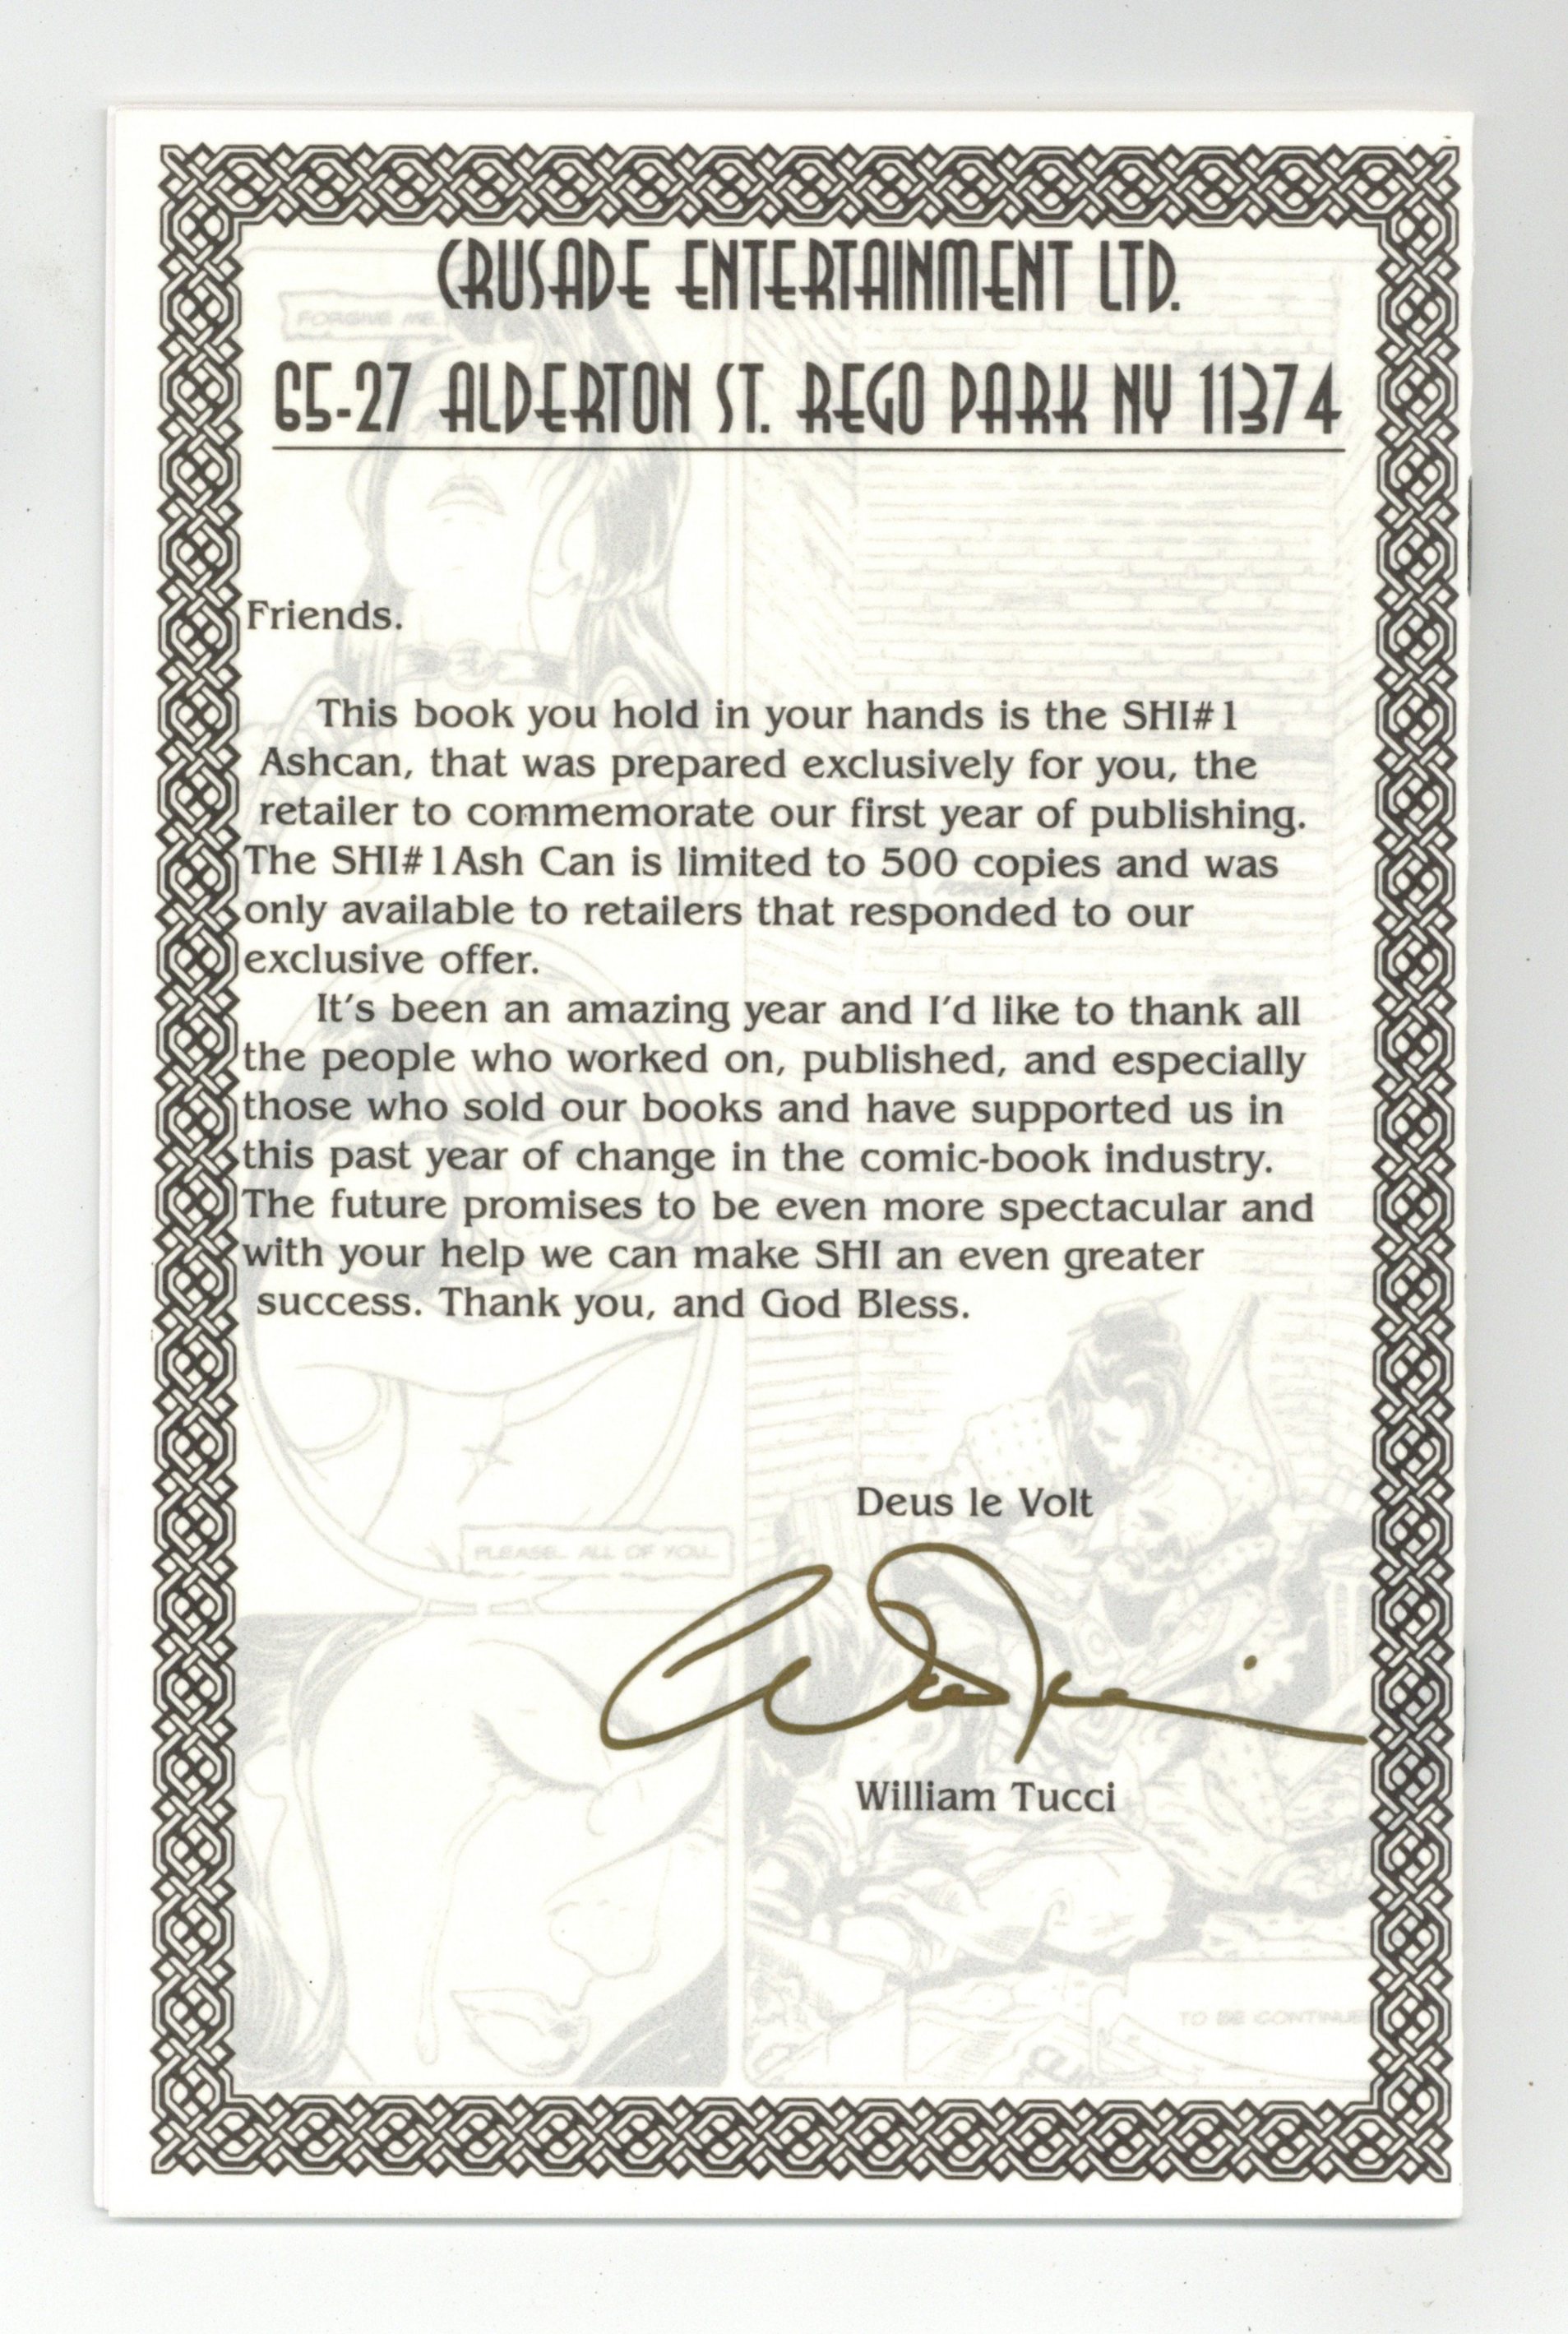 CRUSADE ENTERTAINMENT LTD.
65-27 ALDERTON ST. REGO PARK NY 11374
FORGIVE ME.
Friends.
This book you hold in your hands is the SHI#1
Ashcan, that was prepared exclusively for you, the
retailer to commemorate our first year of publishing.
The SHI#1Ash Can is limited to 500 copies and was
only available to retailers that responded to our
exclusive offer.
It's been an amazing year and I'd like to thank all
the people who worked on, published, and especially
those who sold our books and have supported us in
this past year of change in the comic-book industry.
The future promises to be even more spectacular and
with your help we can make SHI an even greater
success. Thank you, and God Bless.
Deus le Volt
PLEASE. ALL OF YOU.
William Tucci
TO BE CONTINUE